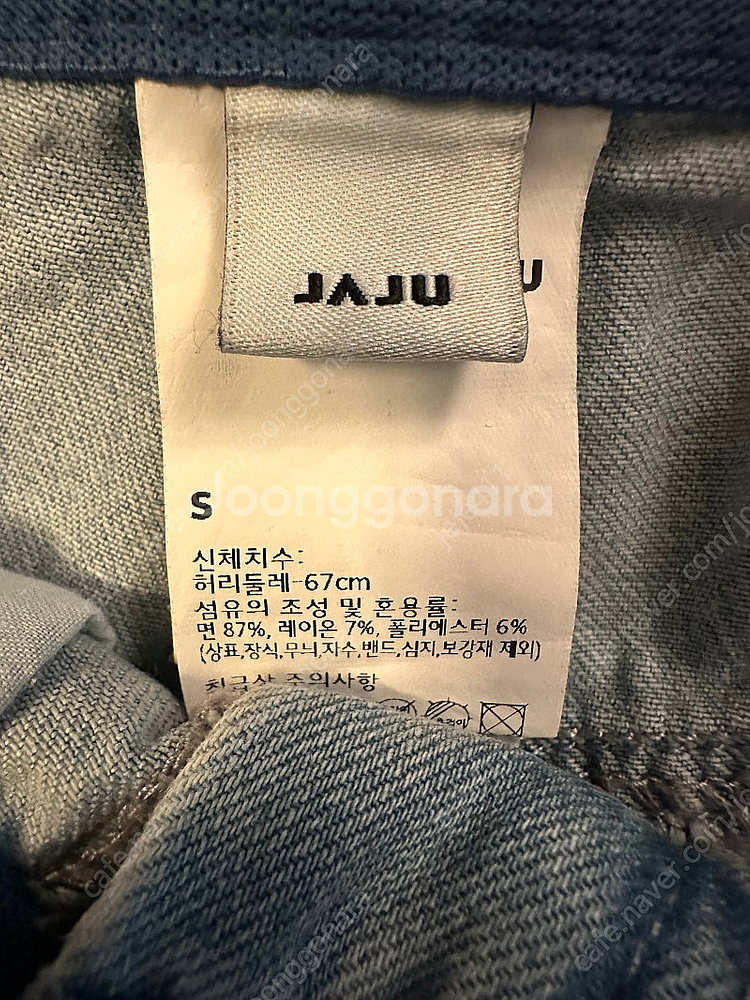 JAJU
U
S
Joonggonara
신체치수:
허리둘레-67cm
섬유의 조성 및 혼용률:
면 87%, 레이온 7%, 폴리에스터 6%
(상표,장식,무늬,자수,밴드,심지,보강재 제외)
취급상 주의사항